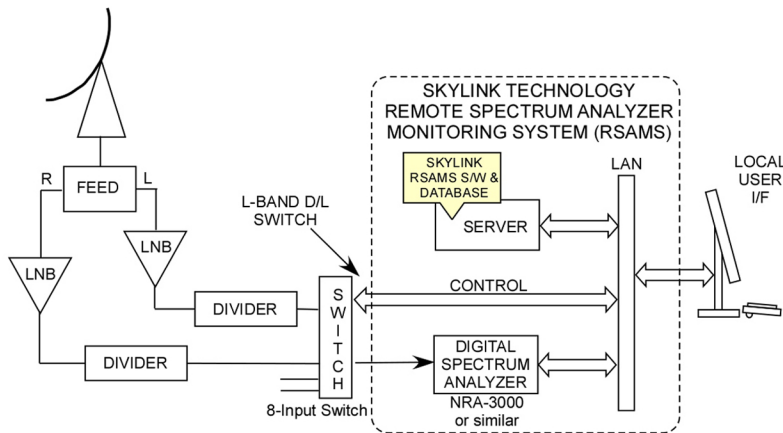 SKYLINK TECHNOLOGY
REMOTE SPECTRUM ANALYZER
MONITORING SYSTEM (RSAMS)
SKYLINK
RSAMS S/W &
DATABASE
LAN
LOCAL
USER
I/F
R
FEED
L
L-BAND D/L
SWITCH
SERVER
LNB
LNB
DIVIDER
SWITCH
CONTROL
DIVIDER
DIGITAL
SPECTRUM
ANALYZER
8-Input Switch
NRA-3000
or similar